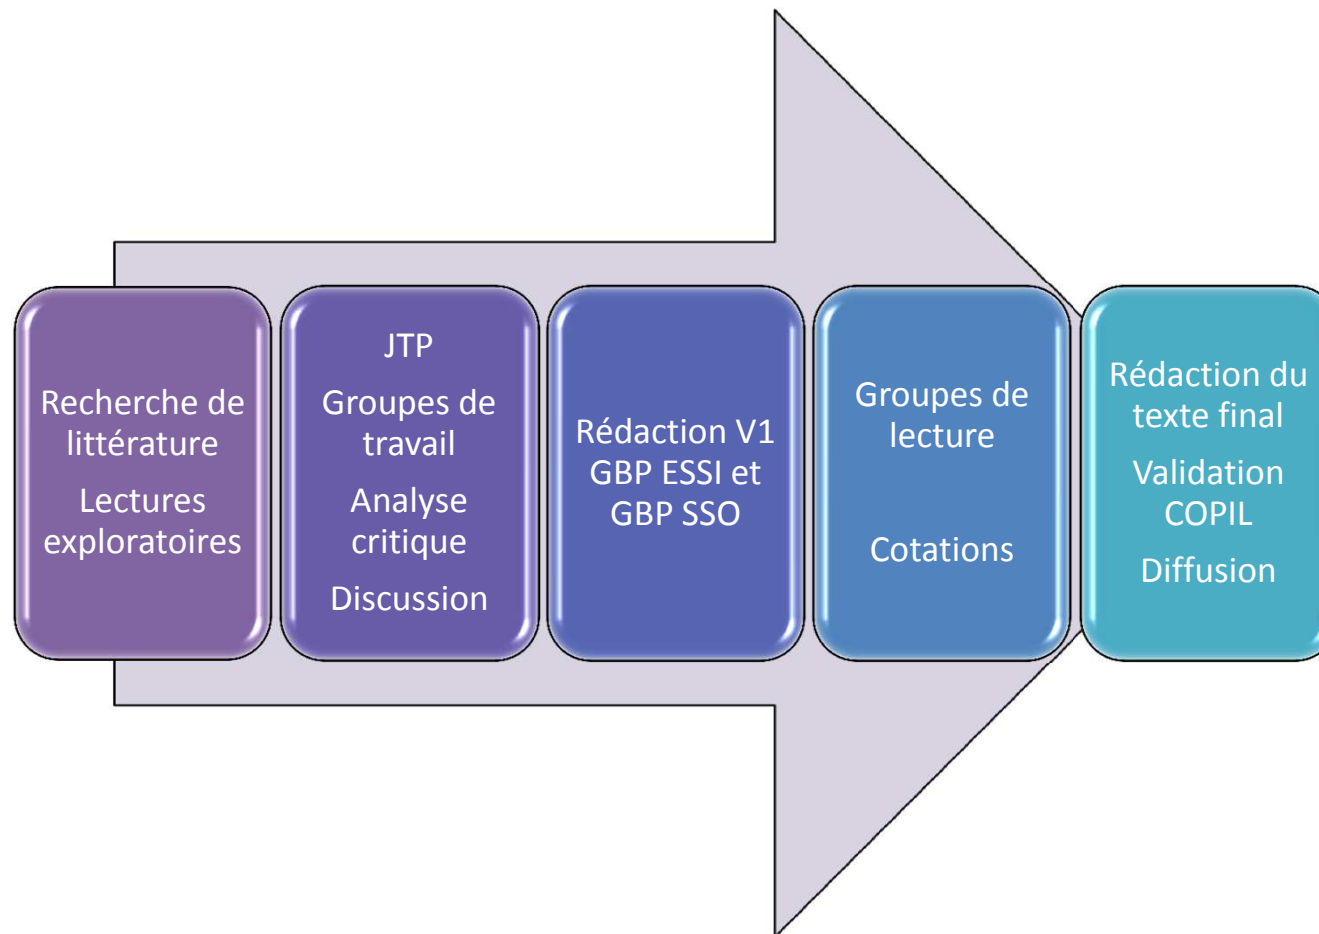 Recherche de
littérature
Lectures
exploratoires
JTP
Groupes de
travail
Analyse
critique
Discussion
Rédaction V1
GBP ESSI et
GBP SSO
Groupes de
lecture
Cotations
Rédaction du
texte final
Validation
COPIL
Diffusion